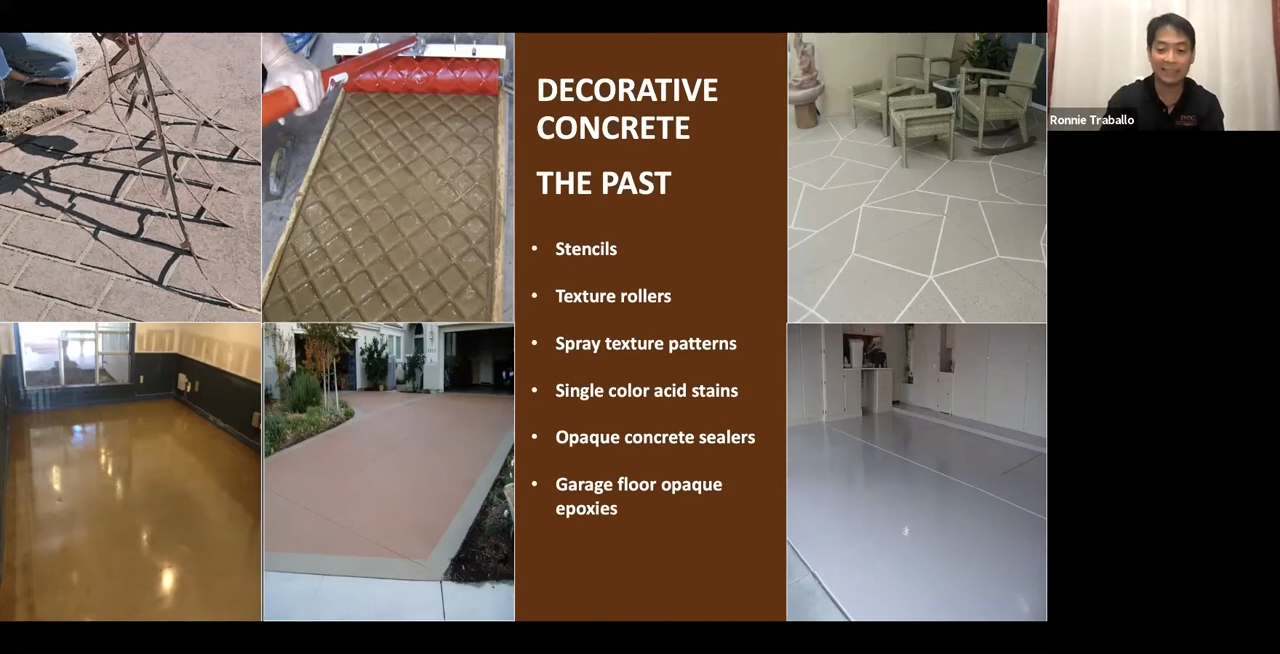 DECORATIVE
CONCRETE
THE PAST
• Stencils
• Texture rollers
• Spray texture patterns
• Single color acid stains
• Opaque concrete sealers
• Garage floor opaque
epoxies
Ronnie Traballo